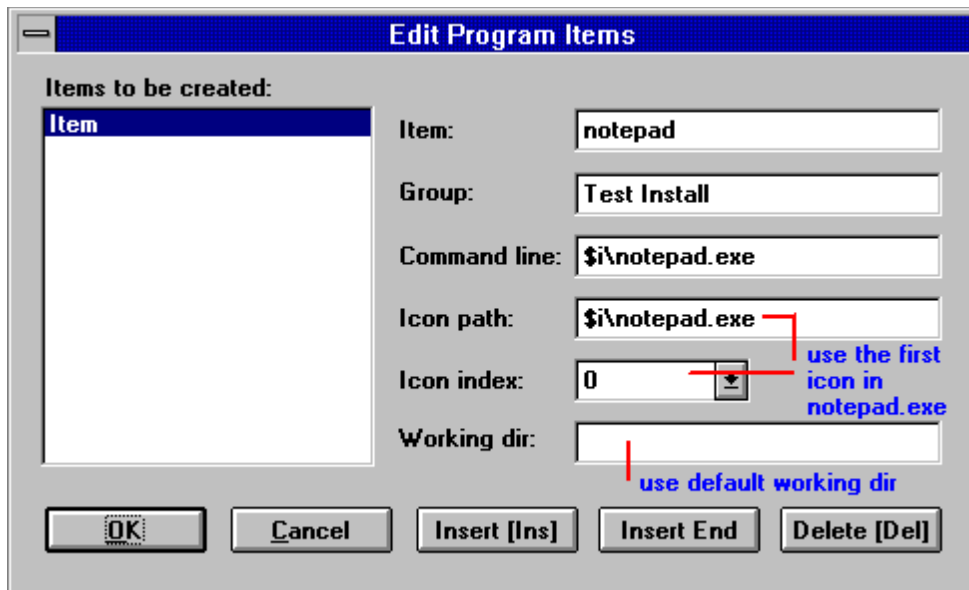 Edit Program Items
Items to be created:
Item
Item:
notepad
Group:
Test Install
Command line:
$i\notepad.exe
Icon path:
$i\notepad.exe
use the first
icon in
notepad.exe
Icon index:
0
Working dir:
use default working dir
OK
Cancel
Insert [Ins]
Insert End
Delete [Del]